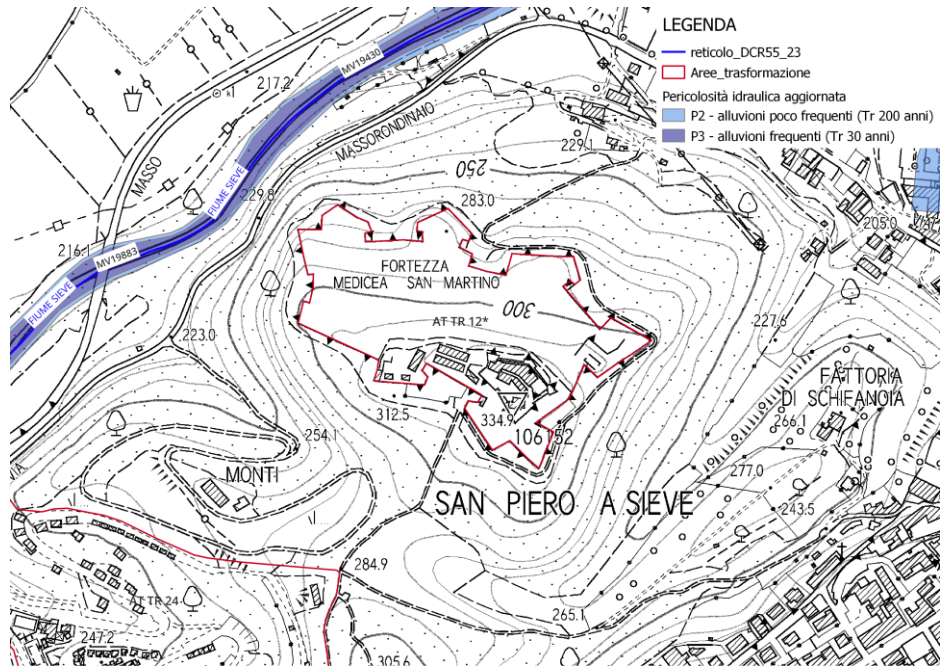 LEGENDA
reticolo_DCR55_23
Aree_trasformazione
Pericolosità idraulica aggiornata
P2 - alluvioni poco frequenti (Tr 200 anni)
P3 - alluvioni frequenti (Tr 30 anni)
MV19430
217.2
MASSORONDINAIO
MASSO
229.1
250
FIUME SIEVE
229.8
283.0
205.0
216.1
MV19883
FORTEZZA
MEDICEA SAN MARTINO
FIUME SIEVE
300
AT TR 12*
227.6
223.0
FATTORIA
DI SCHIFANOIA
312.5
334.9
266.1
254.1
106152
MONTI
277.0
SAN PIERO A SIEVE
243.5
284.9
TR 24
265.1
247.2
305.6